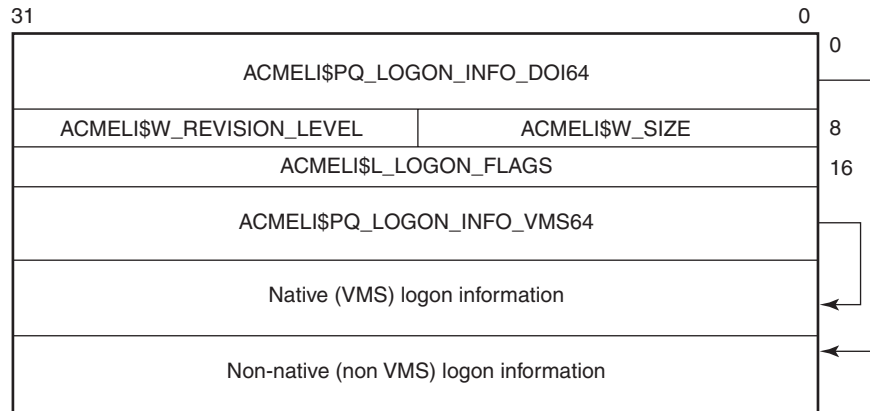 31 0
0
ACMELI$PQ_LOGON_INFO_DOI64
ACMELI$W_REVISION_LEVEL ACMELI$W_SIZE 8
ACMELI$L_LOGON_FLAGS 16
ACMELI$PQ_LOGON_INFO_VMS64
Native (VMS) logon information
Non-native (non VMS) logon information